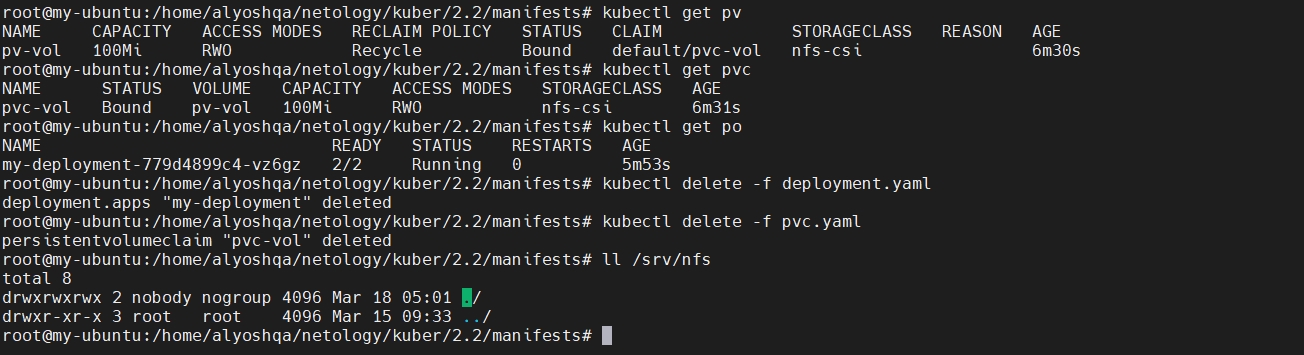 root@my-ubuntu:/home/alyoshqa/netology/kuber/2.2/manifests# kubectl get pv
NAME     CAPACITY   ACCESS MODES   RECLAIM POLICY   STATUS   CLAIM             STORAGECLASS   REASON   AGE
pv-vol   100Mi      RWO            Recycle          Bound    default/pvc-vol   nfs-csi                 6m30s
root@my-ubuntu:/home/alyoshqa/netology/kuber/2.2/manifests# kubectl get pvc
NAME      STATUS   VOLUME   CAPACITY   ACCESS MODES   STORAGECLASS   AGE
pvc-vol   Bound    pv-vol   100Mi      RWO            nfs-csi        6m31s
root@my-ubuntu:/home/alyoshqa/netology/kuber/2.2/manifests# kubectl get po
NAME                             READY   STATUS    RESTARTS   AGE
my-deployment-779d4899c4-vz6gz   2/2     Running   0          5m53s
root@my-ubuntu:/home/alyoshqa/netology/kuber/2.2/manifests# kubectl delete -f deployment.yaml
deployment.apps "my-deployment" deleted
root@my-ubuntu:/home/alyoshqa/netology/kuber/2.2/manifests# kubectl delete -f pvc.yaml
persistentvolumeclaim "pvc-vol" deleted
root@my-ubuntu:/home/alyoshqa/netology/kuber/2.2/manifests# ll /srv/nfs
total 8
drwxrwxrwx 2 nobody nogroup 4096 Mar 18 05:01 ./
drwxr-xr-x 3 root   root    4096 Mar 15 09:33 ../
root@my-ubuntu:/home/alyoshqa/netology/kuber/2.2/manifests#